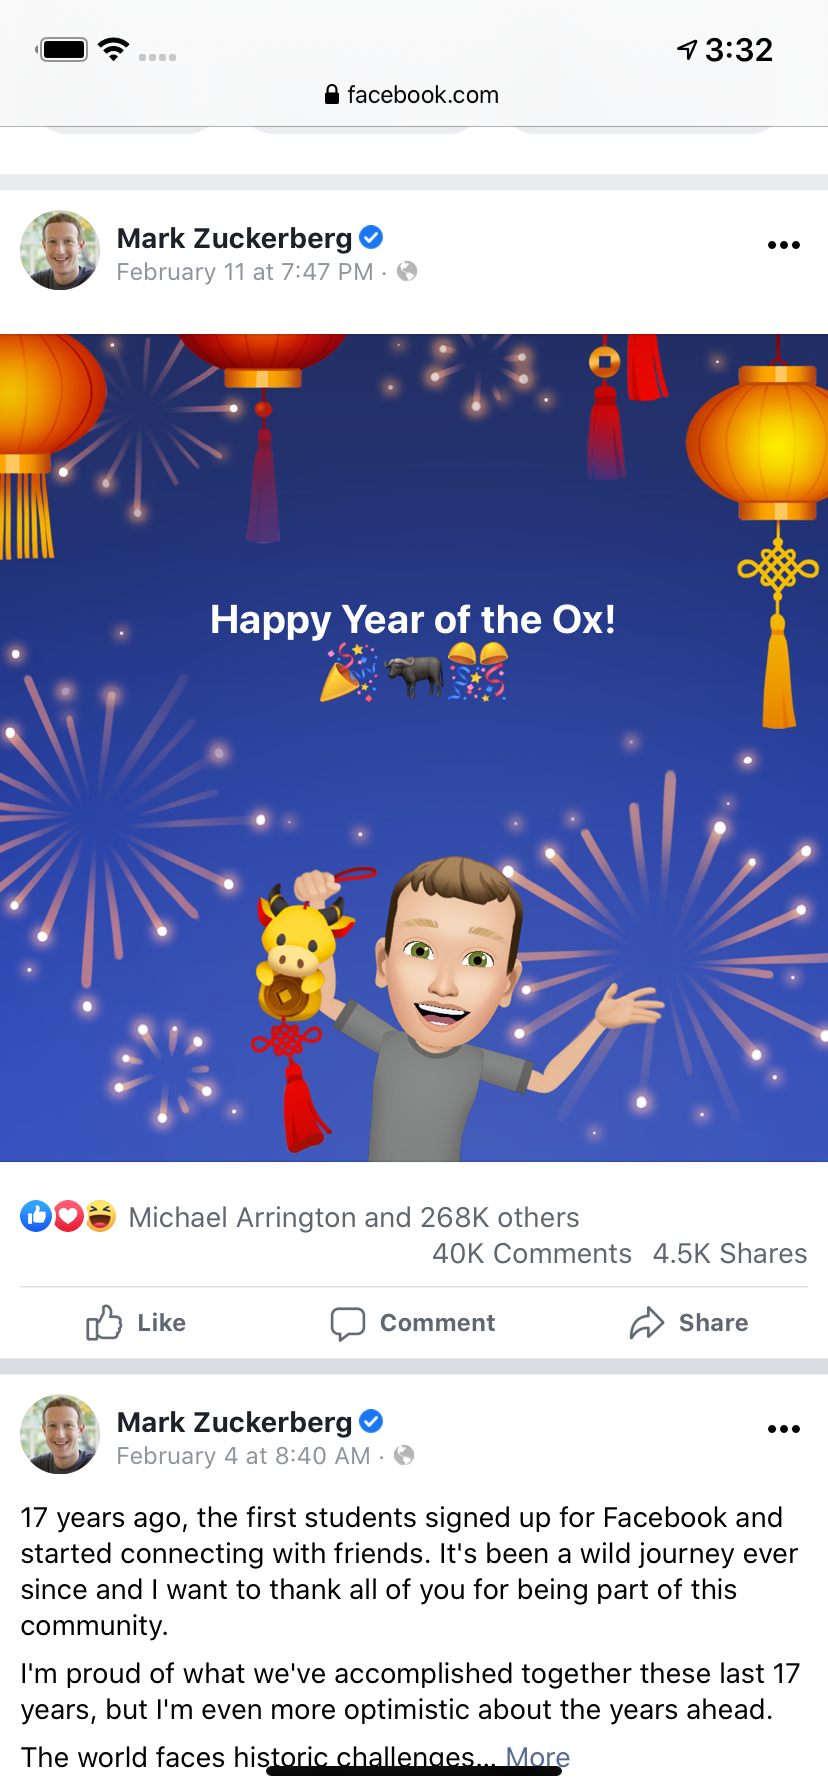 3:32
facebook.com
Mark Zuckerberg
February 11 at 7:47 PM ·
Happy Year of the Ox!
Michael Arrington and 268K others
40K Comments 4.5K Shares
Like Comment Share
Mark Zuckerberg
February 4 at 8:40 AM ·
17 years ago, the first students signed up for Facebook and
started connecting with friends. It's been a wild journey ever
since and I want to thank all of you for being part of this
community.
I'm proud of what we've accomplished together these last 17
years, but I'm even more optimistic about the years ahead.
The world faces historic challenges... More